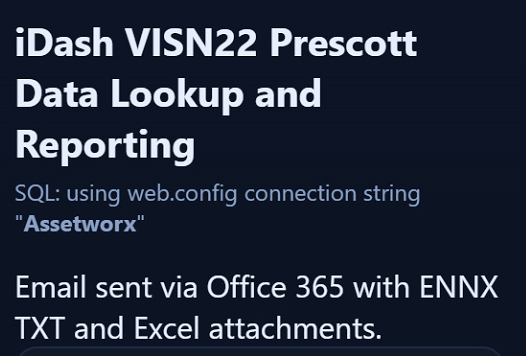 iDash VISN22 Prescott
Data Lookup and
Reporting
SQL: using web.config connection string
"Assetworx"
Email sent via Office 365 with ENNX
TXT and Excel attachments.